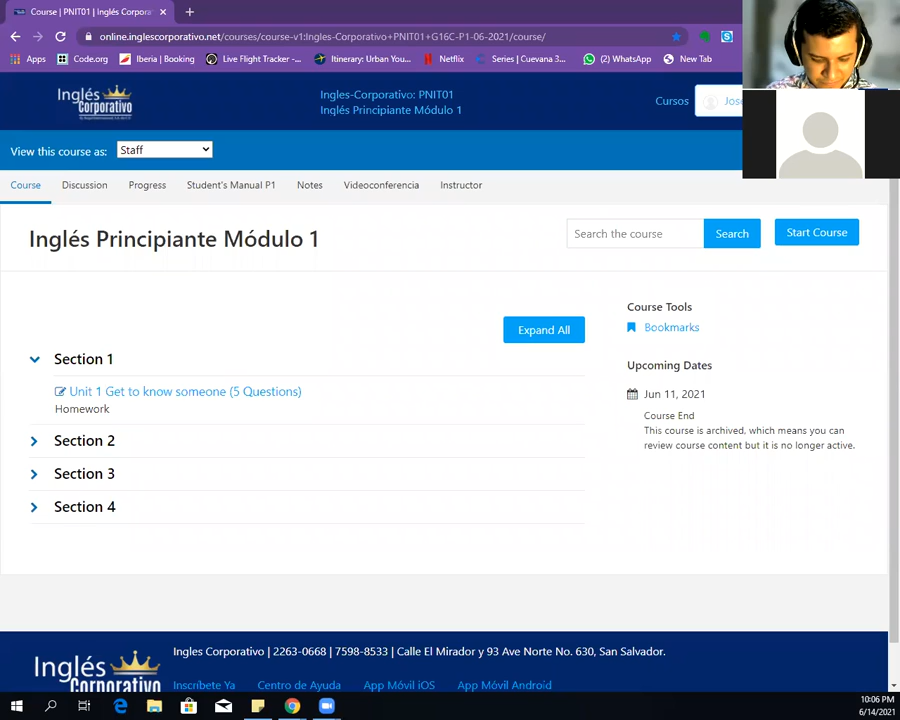 Course | PNIT01 | Inglés Corpora
online.inglescorporativo.net/courses/course-v1:Ingles-Corporativo+PNIT01+G16C-P1-06-2021/course/
Apps
Code.org
Iberia | Booking
Live Flight Tracker -...
Itinerary: Urban You...
Netflix
Series | Cuevana 3...
(2) WhatsApp
New Tab
Inglés
Corporativo
Ingles-Corporativo: PNIT01
Inglés Principiante Módulo 1
Cursos
José
View this course as:
Staff
Course
Discussion
Progress
Student's Manual P1
Notes
Videoconferencia
Instructor
Inglés Principiante Módulo 1
Search the course
Search
Start Course
Expand All
Section 1
Unit 1 Get to know someone (5 Questions)
Homework
Section 2
Section 3
Section 4
Course Tools
Bookmarks
Upcoming Dates
Jun 11, 2021
Course End
This course is archived, which means you can
review course content but it is no longer active.
Inglés
Corporativo
Ingles Corporativo | 2263-0668 | 7598-8533 | Calle El Mirador y 93 Ave Norte No. 630, San Salvador.
Inscríbete Ya
Centro de Ayuda
App Móvil iOS
App Móvil Android
10:06 PM
6/14/2021